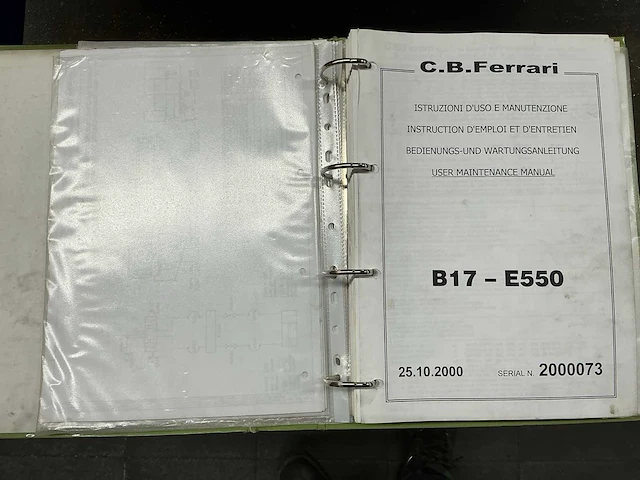 C.B.Ferrari
ISTRUZIONI D'USO E MANUTENZIONE
INSTRUCTION D'EMPLOI ET D'ENTRETIEN
BEDIENUNGS-UND WARTUNGSANLEITUNG
USER MAINTENANCE MANUAL
B17 – E550
25.10.2000 SERIAL N. 2000073